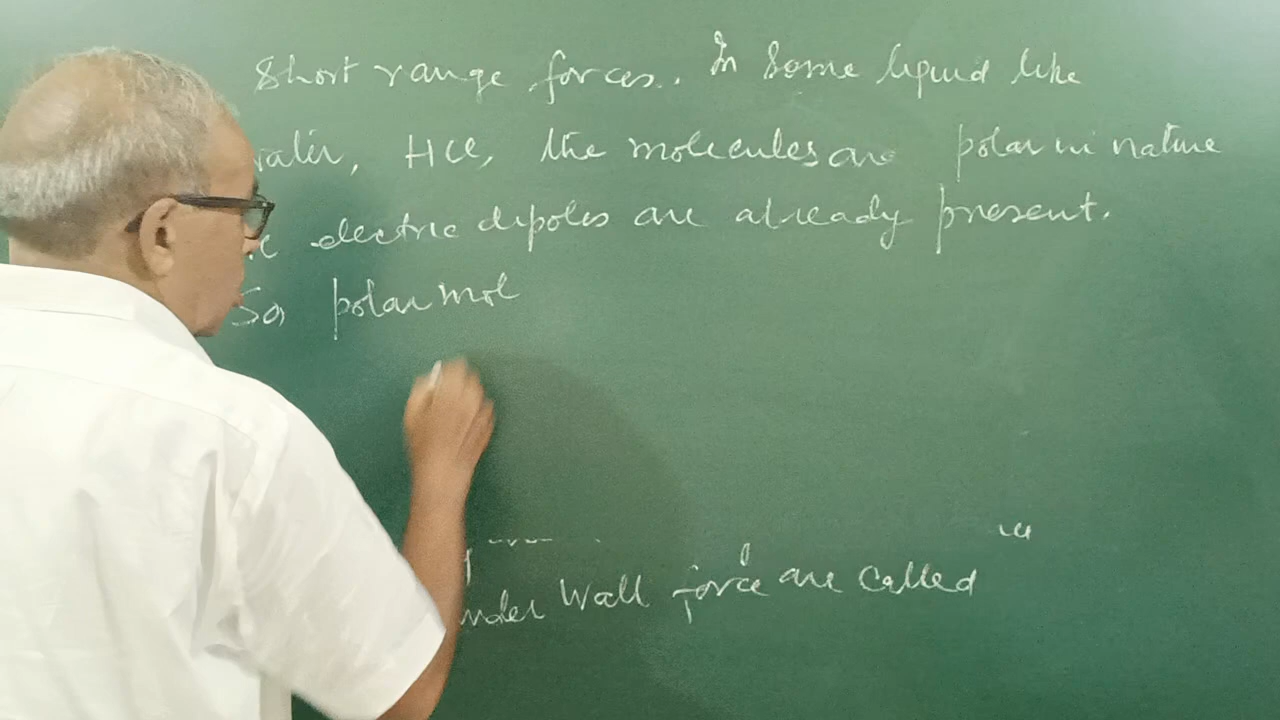 Short range forces. In Some liquid like
water, HCl, the molecules are polar in nature
electric dipoles are already present.
So polar mol
Wall force are called